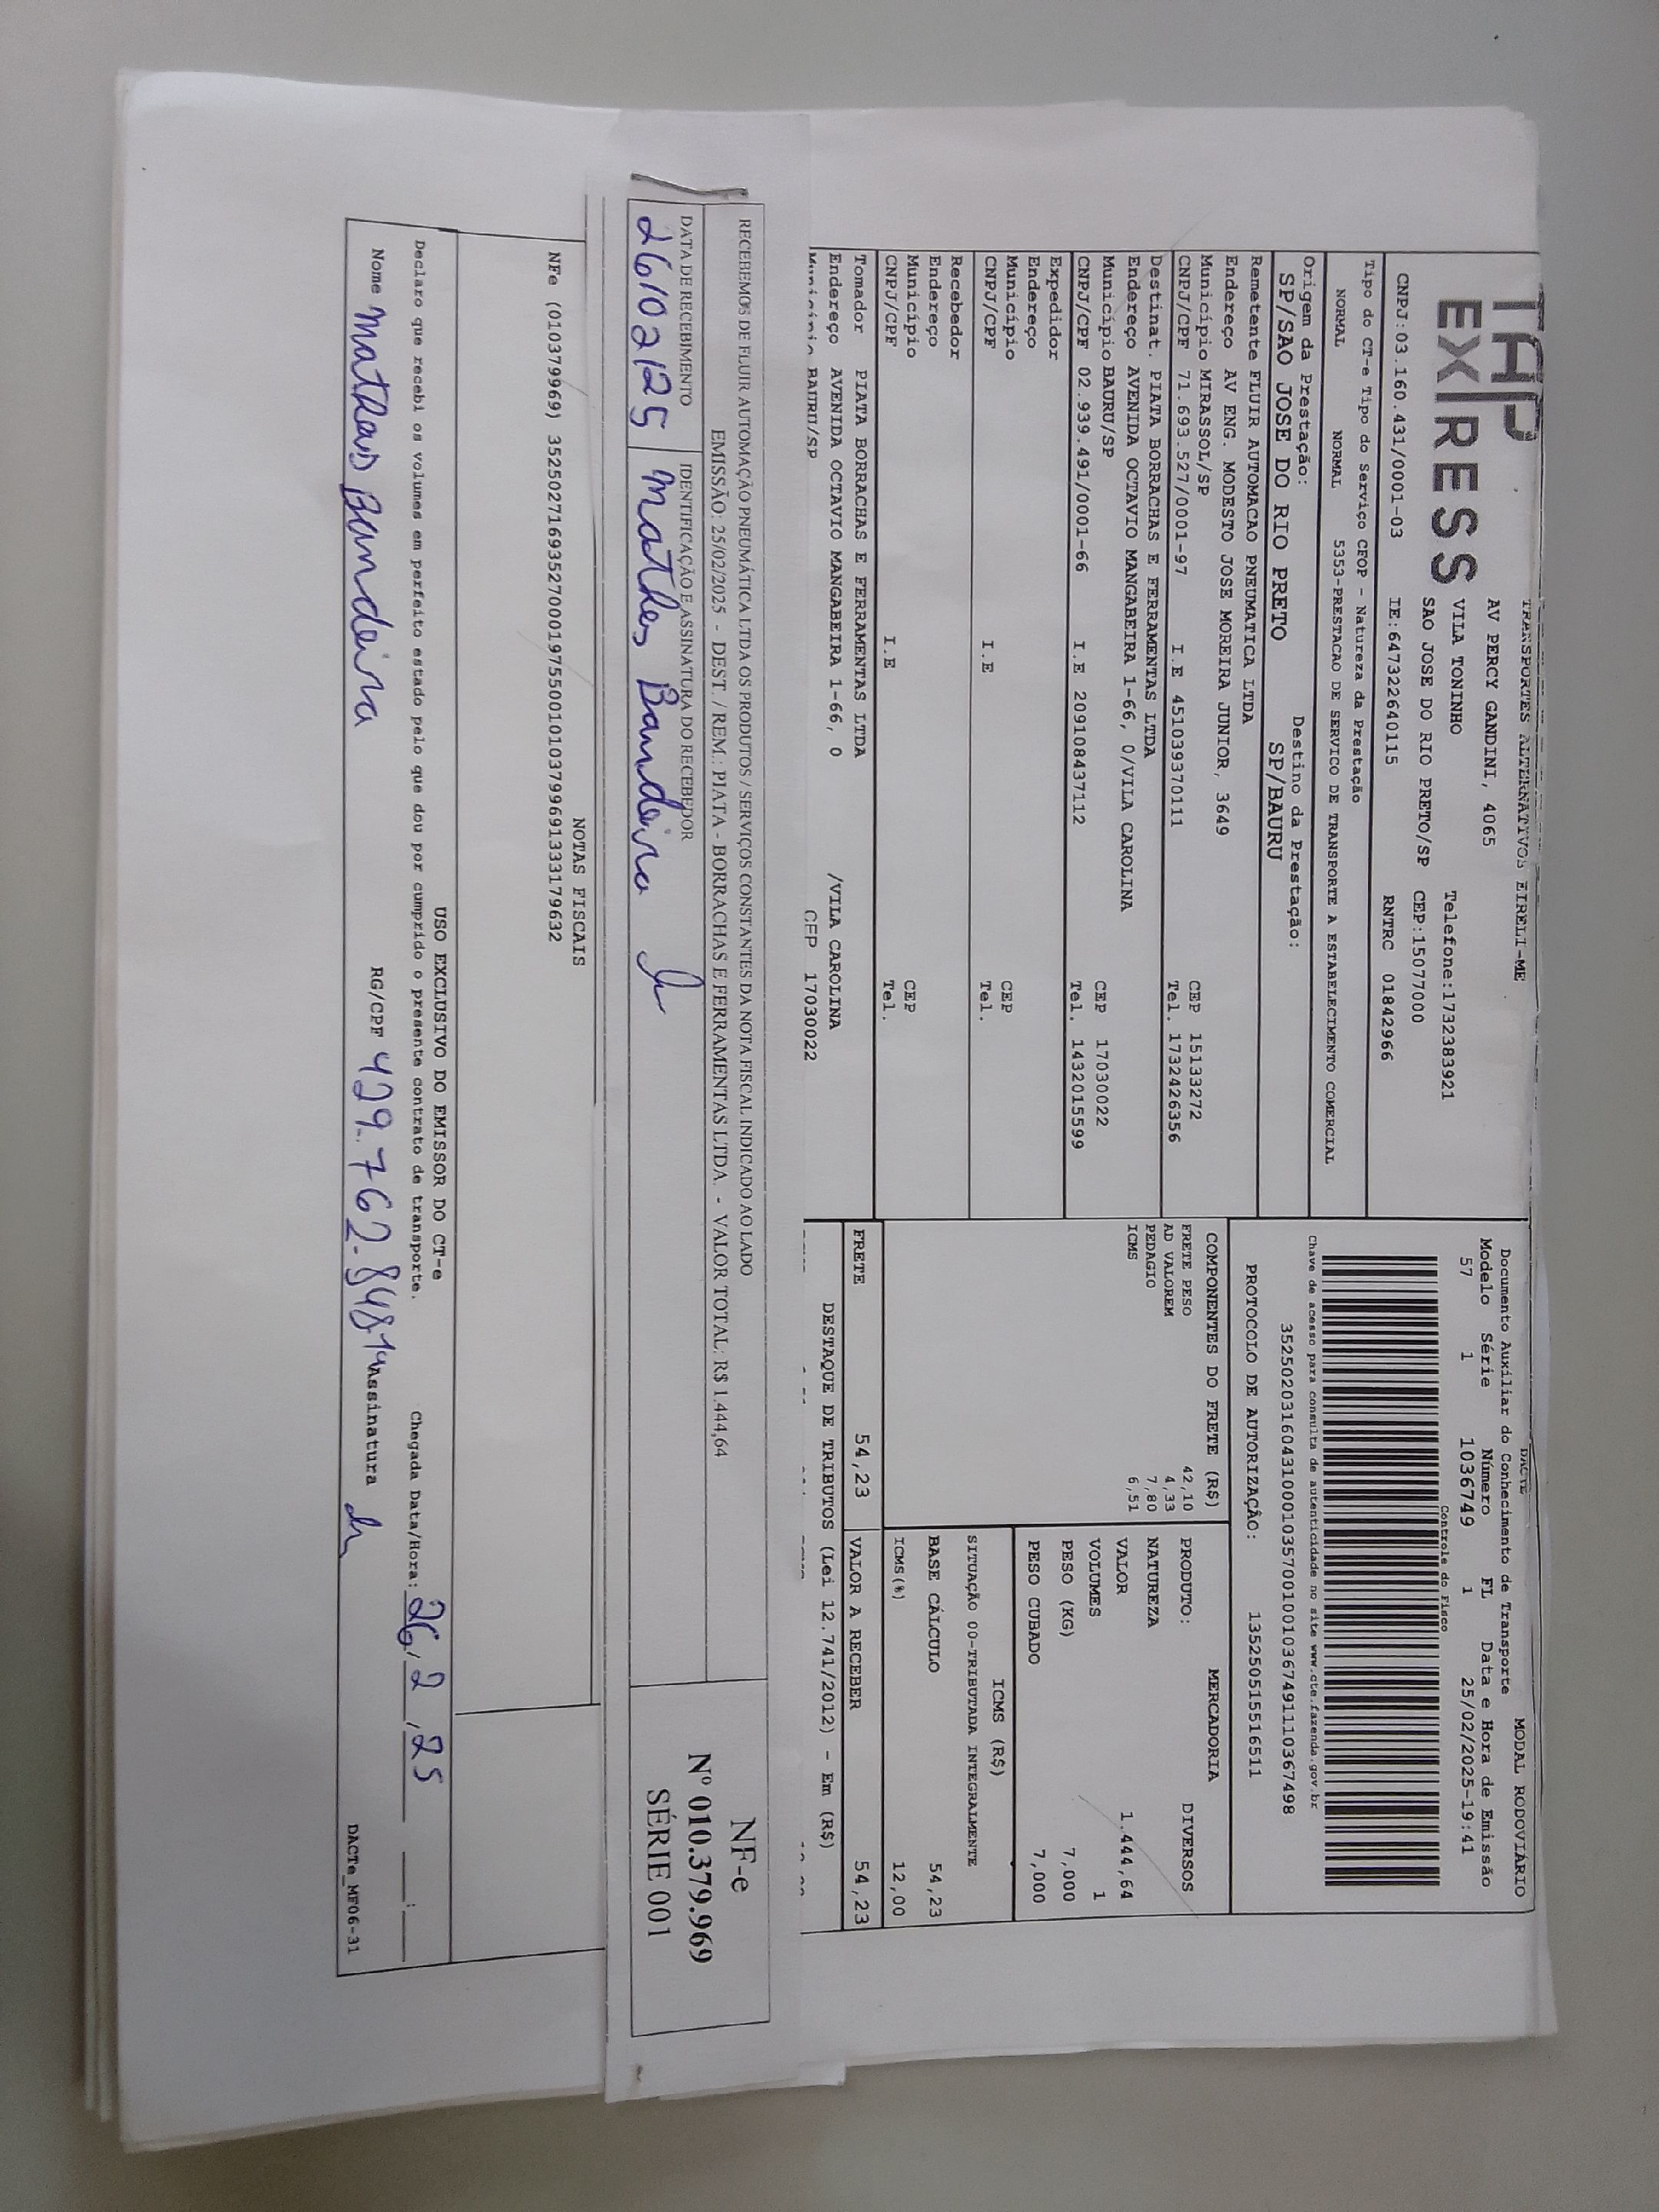 TAP
EXPRESS
TRANSPORTES ALTERNATIVOS EIRELI-ME
AV PERCY GANDINI, 4065
VILA TONINHO Telefone:1732383921
SAO JOSE DO RIO PRETO/SP CEP:15077000
CNPJ:03.160.431/0001-03 IE:647322640115 RNTRC 01842966
Tipo do CT-e Tipo do Serviço CFOP - Natureza da Prestação
NORMAL NORMAL 5353-PRESTACAO DE SERVICO DE TRANSPORTE A ESTABELECIMENTO COMERCIAL
Origem da Prestação: Destino da Prestação:
SP/SAO JOSE DO RIO PRETO SP/BAURU
Remetente FLUIR AUTOMACAO PNEUMATICA LTDA
Endereço AV ENG. MODESTO JOSE MOREIRA JUNIOR, 3649
Município MIRASSOL/SP CEP 15133272
CNPJ/CPF 71.693.527/0001-97 I.E 451039370111 Tel. 1732426356
Destinat. PIATA BORRACHAS E FERRAMENTAS LTDA
Endereço AVENIDA OCTAVIO MANGABEIRA 1-66, 0/VILA CAROLINA
Município BAURU/SP CEP 17030022
CNPJ/CPF 02.939.491/0001-66 I.E 209108437112 Tel. 1432015599
Expedidor
Endereço
Município CEP
CNPJ/CPF I.E Tel.
Recebedor
Endereço
Município CEP
CNPJ/CPF I.E Tel.
Tomador PIATA BORRACHAS E FERRAMENTAS LTDA
Endereço AVENIDA OCTAVIO MANGABEIRA 1-66, 0 /VILA CAROLINA
Município BAURU/SP CEP 17030022
DACTE MODAL RODOVIÁRIO
Documento Auxiliar do Conhecimento de Transporte
Modelo Série Número FL Data e Hora de Emissão
57 1 1036749 1 25/02/2025-19:41
Controle do Fisco
Chave de acesso para consulta de autenticidade no site www.cte.fazenda.gov.br
35250203160431000103570010010367491110367498
PROTOCOLO DE AUTORIZAÇÃO: 135250515516511
COMPONENTES DO FRETE (R$)
FRETE PESO 42,10
AD VALOREM 4,33
PEDAGIO 7,80
ICMS 6,51
MERCADORIA
PRODUTO: DIVERSOS
NATUREZA
VALOR 1.444,64
VOLUMES 1
PESO (KG) 7,000
PESO CUBADO 7,000
ICMS (R$)
SITUAÇÃO 00-TRIBUTADA INTEGRALMENTE
BASE CÁLCULO 54,23
ICMS(%) 12,00
FRETE 54,23 VALOR A RECEBER 54,23
DESTAQUE DE TRIBUTOS (Lei 12.741/2012) - Em (R$)
RECEBEMOS DE FLUIR AUTOMAÇÃO PNEUMÁTICA LTDA OS PRODUTOS / SERVIÇOS CONSTANTES DA NOTA FISCAL INDICADO AO LADO
EMISSÃO: 25/02/2025 - DEST. / REM.: PIATA - BORRACHAS E FERRAMENTAS LTDA. - VALOR TOTAL: R$ 1.444,64
DATA DE RECEBIMENTO IDENTIFICAÇÃO E ASSINATURA DO RECEBEDOR
26/02/25 Mathes Bandeira
NF-e
Nº 010.379.969
SÉRIE 001
NOTAS FISCAIS
NFe (010379969) 35250271693527000197550010103799691333179632
USO EXCLUSIVO DO EMISSOR DO CT-e
Declaro que recebi os volumes em perfeito estado pelo que dou por cumprido o presente contrato de transporte. Chegada Data/Hora: 26/2/25 __:__
Nome Matheus Bandeira RG/CPF 429.762.848 Assinatura
DACTe_MF06-31